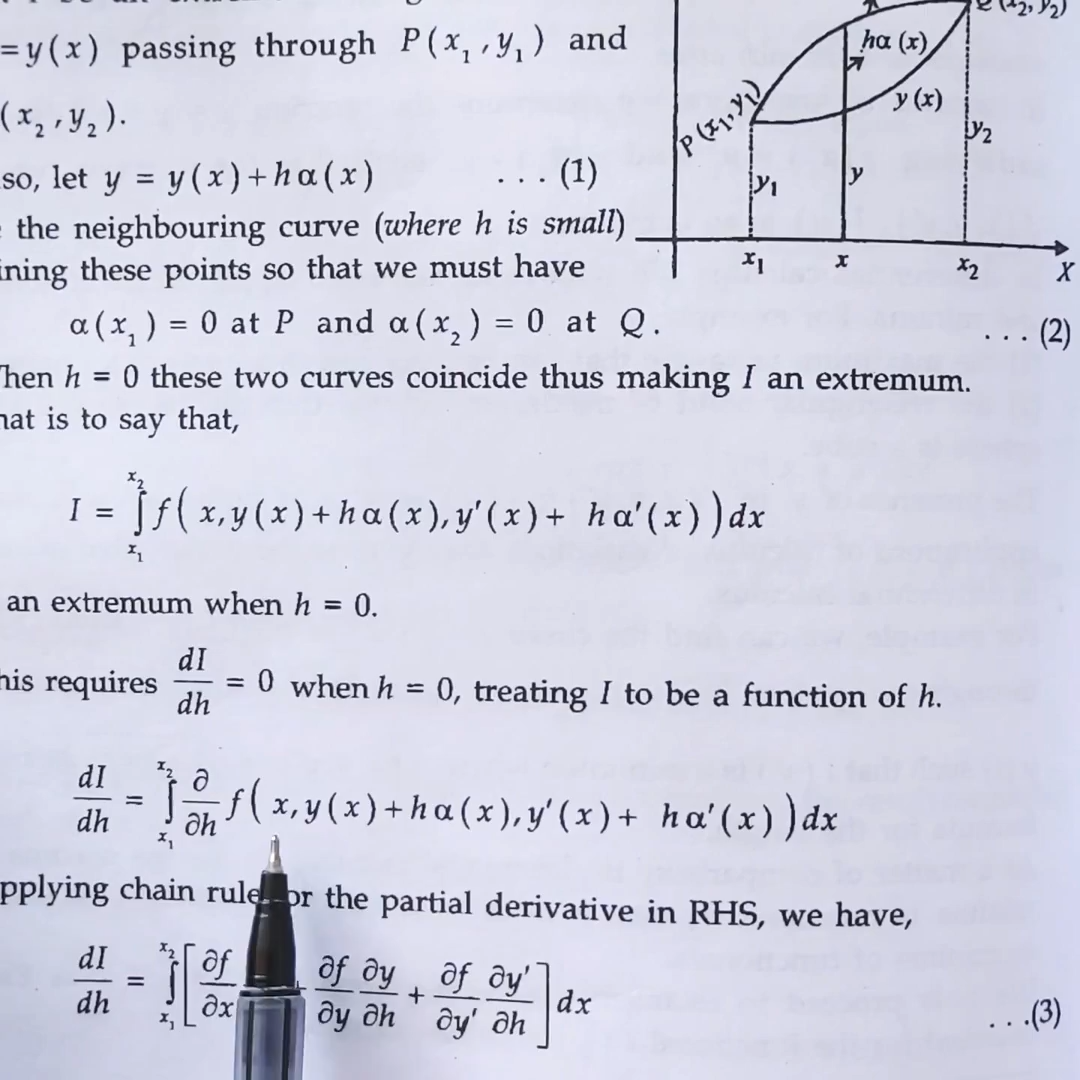 = y(x) passing through P(x₁, y₁) and
(x₂, y₂).
so, let y = y(x) + hα(x) ... (1)
the neighbouring curve (where h is small)
ning these points so that we must have
α(x₁) = 0 at P and α(x₂) = 0 at Q. ... (2)
hen h = 0 these two curves coincide thus making I an extremum.
hat is to say that,
I = ∫_{x₁}^{x₂} f( x, y(x) + hα(x), y'(x) + hα'(x) ) dx
an extremum when h = 0.
his requires dI/dh = 0 when h = 0, treating I to be a function of h.
dI/dh = ∫_{x₁}^{x₂} ∂/∂h f( x, y(x) + hα(x), y'(x) + hα'(x) ) dx
pplying chain rule or the partial derivative in RHS, we have,
dI/dh = ∫_{x₁}^{x₂} [ ∂f/∂x ∂f/∂y ∂y/∂h + ∂f/∂y' ∂y'/∂h ] dx ...(3)
(x₂, y₂)
hα(x)
y(x)
P(x₁, y₁)
y₁
y
y₂
x₁ x x₂ X